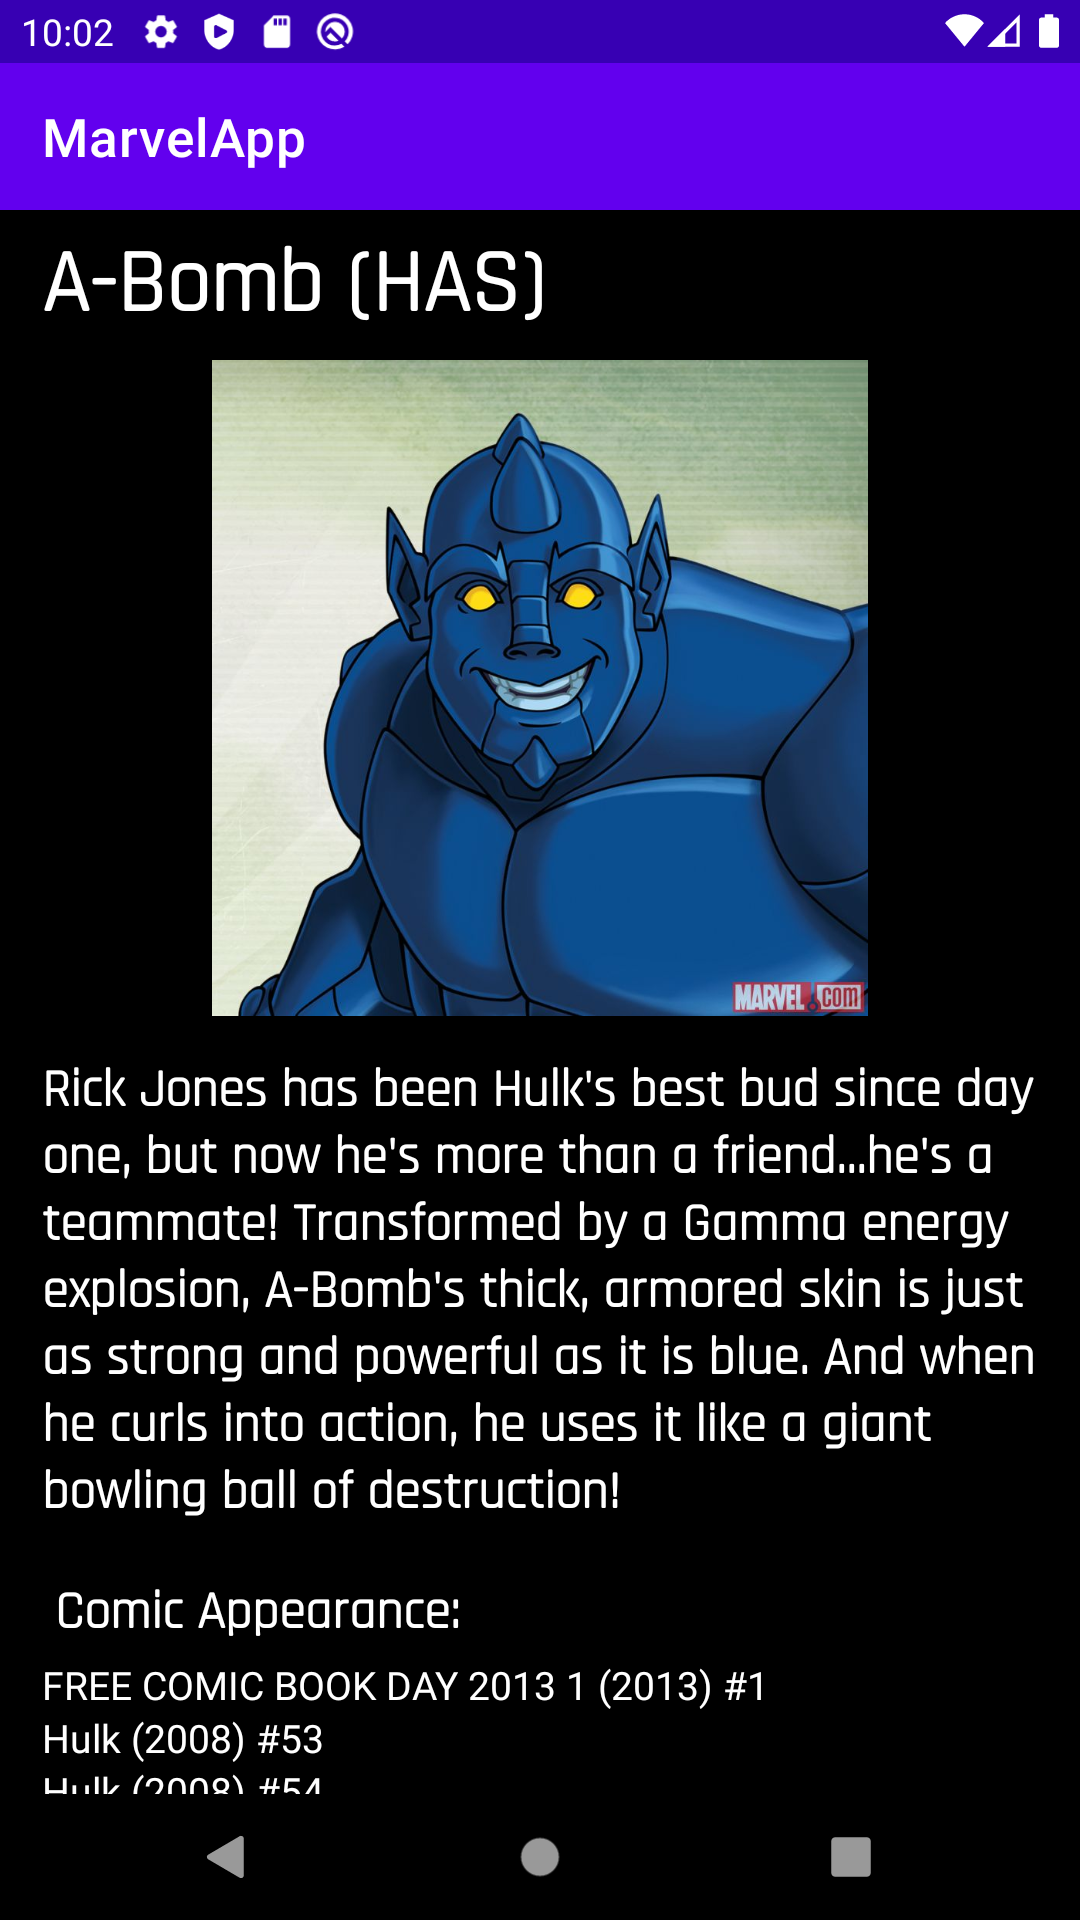 10:02
MarvelApp
A-Bomb (HAS)
MARVEL.com
Rick Jones has been Hulk's best bud since day
one, but now he's more than a friend...he's a
teammate! Transformed by a Gamma energy
explosion, A-Bomb's thick, armored skin is just
as strong and powerful as it is blue. And when
he curls into action, he uses it like a giant
bowling ball of destruction!
Comic Appearance:
FREE COMIC BOOK DAY 2013 1 (2013) #1
Hulk (2008) #53
Hulk (2008) #54